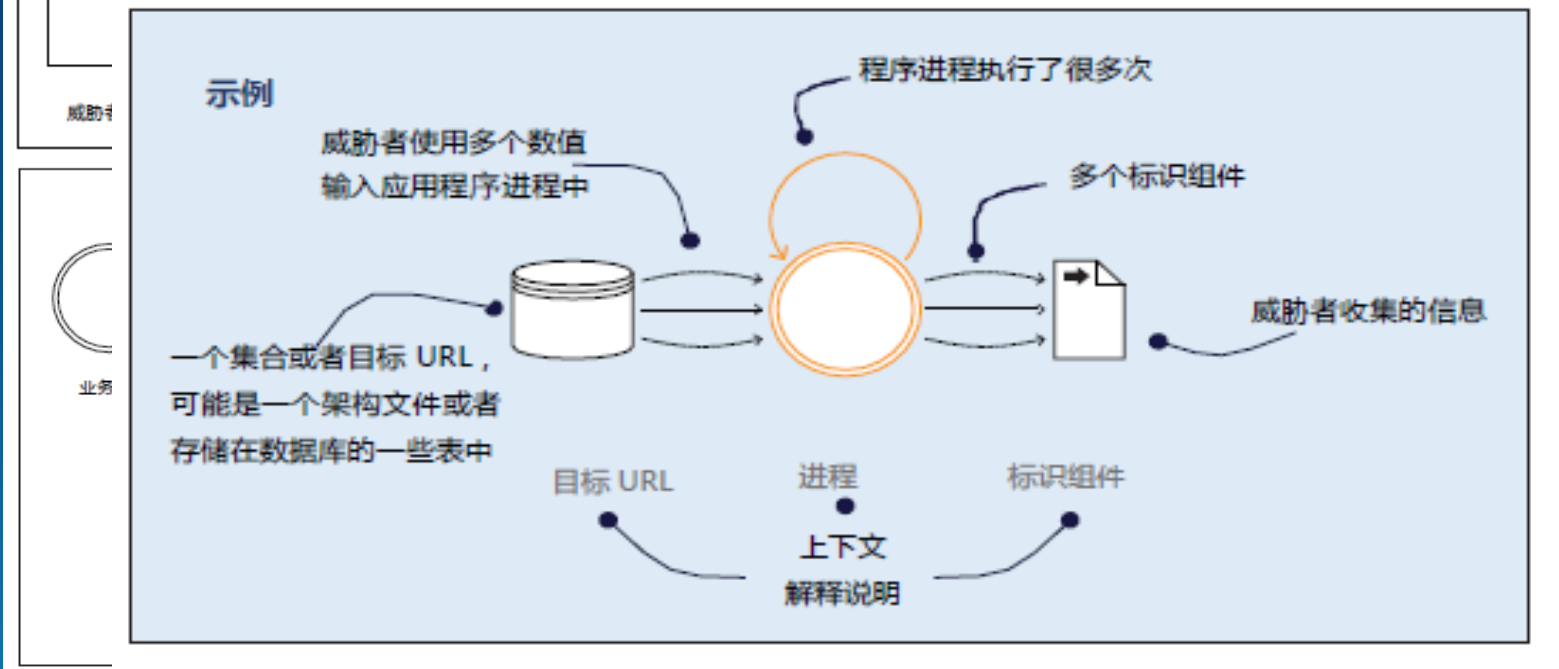 示例
程序进程执行了很多次
威胁者使用多个数值
输入应用程序进程中
多个标识组件
威胁者收集的信息
一个集合或者目标 URL，
可能是一个架构文件或者
存储在数据库的一些表中
目标 URL
进程
标识组件
上下文
解释说明
威胁
业务